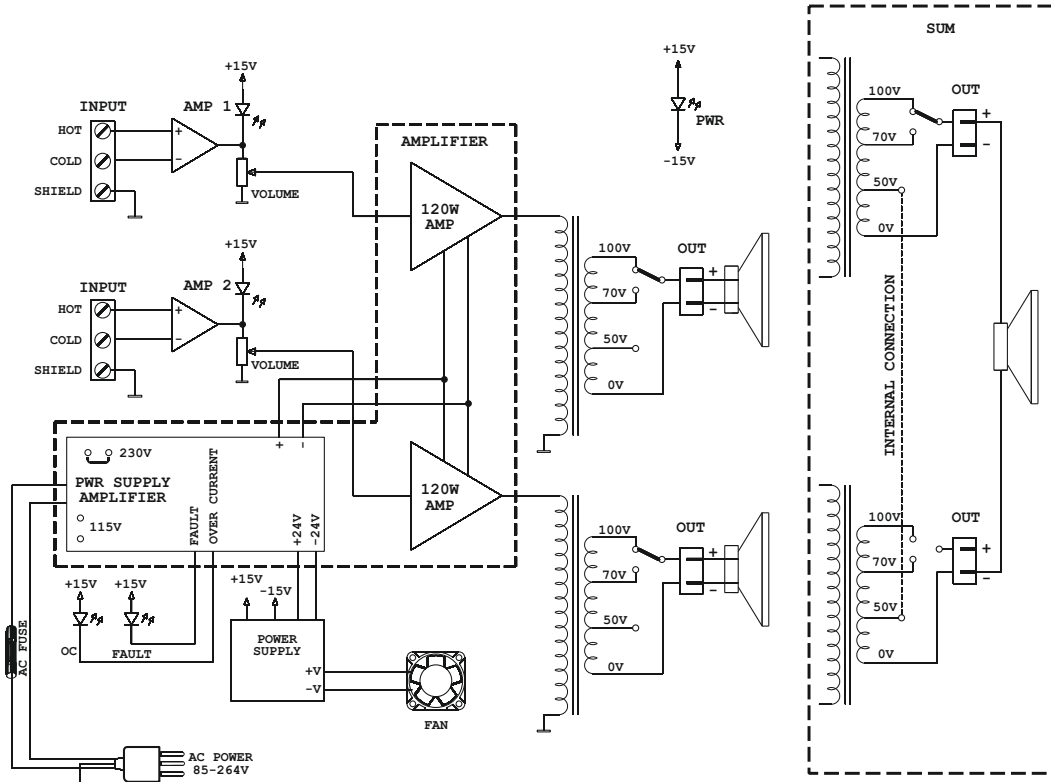 SUM
+15V
PWR
-15V
+15V
INPUT
AMP 1
HOT
COLD
SHIELD
+
-
VOLUME
+15V
INPUT
AMP 2
HOT
COLD
SHIELD
+
-
VOLUME
AMPLIFIER
120W
AMP
120W
AMP
+
-
230V
PWR SUPPLY
AMPLIFIER
115V
FAULT
OVER CURRENT
+24V
-24V
+15V
+15V
OC
FAULT
+15V
-15V
POWER
SUPPLY
+V
-V
FAN
AC FUSE
AC POWER
85-264V
100V
70V
50V
0V
OUT
+
-
100V
70V
50V
0V
OUT
+
-
100V
70V
50V
0V
OUT
+
-
INTERNAL CONNECTION
100V
70V
50V
0V
OUT
+
-